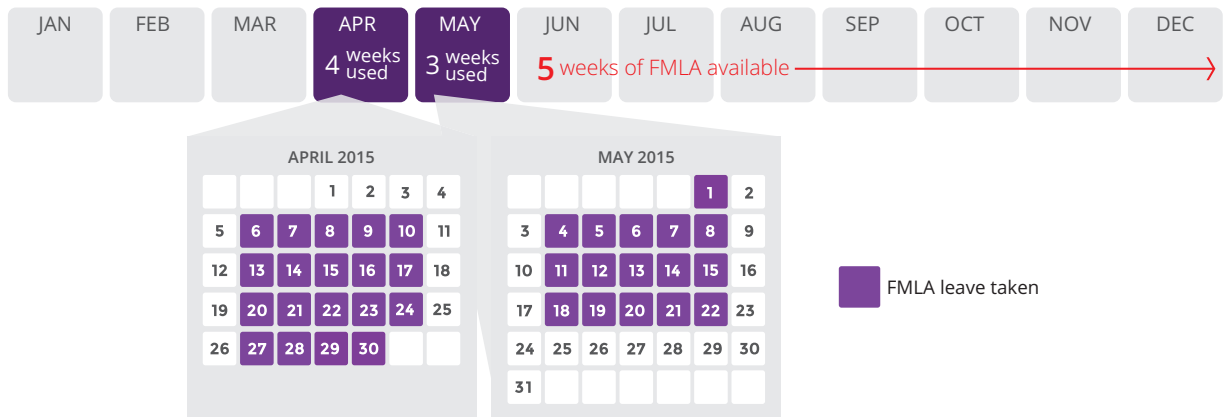 JAN FEB MAR APR MAY JUN JUL AUG SEP OCT NOV DEC
4 weeks used 3 weeks used 5 weeks of FMLA available
APRIL 2015
1 2 3 4
5 6 7 8 9 10 11
12 13 14 15 16 17 18
19 20 21 22 23 24 25
26 27 28 29 30
MAY 2015
1 2
3 4 5 6 7 8 9
10 11 12 13 14 15 16
17 18 19 20 21 22 23
24 25 26 27 28 29 30
31
FMLA leave taken